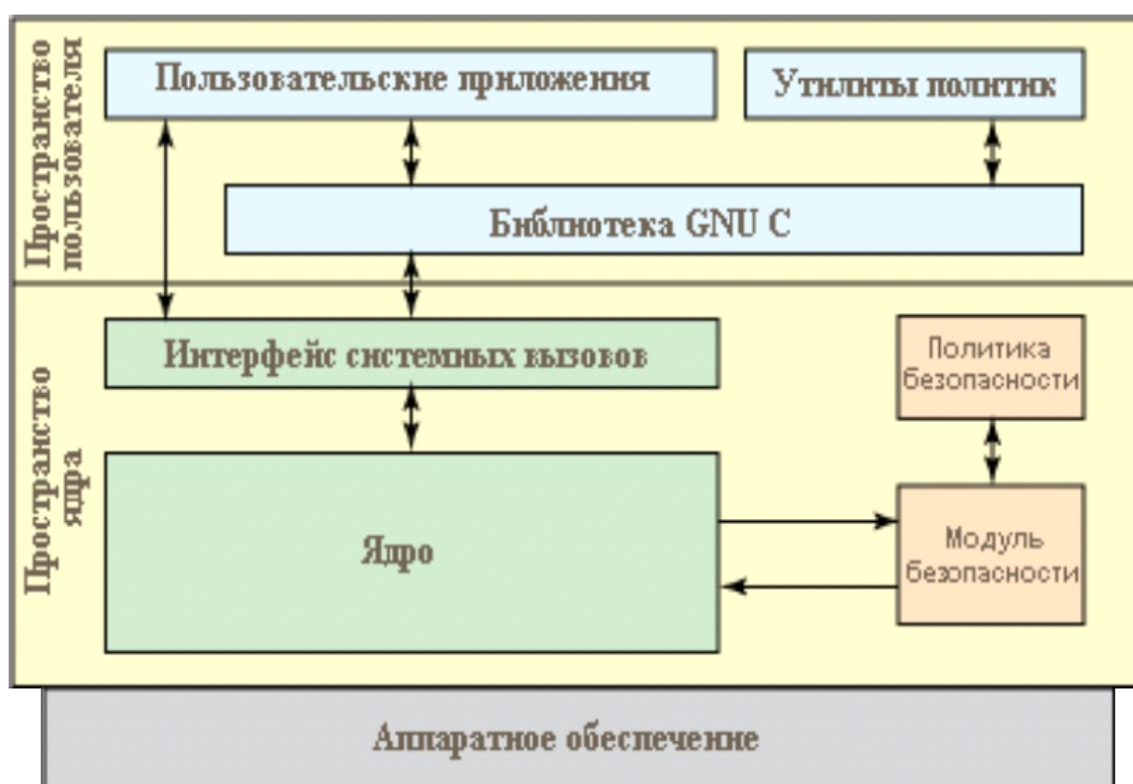 Пространство
пользователя
Пользовательские приложения
Утилиты политик
Библиотека GNU C
Пространство
ядра
Интерфейс системных вызовов
Политика
безопасности
Ядро
Модуль
безопасности
Аппаратное обеспечение